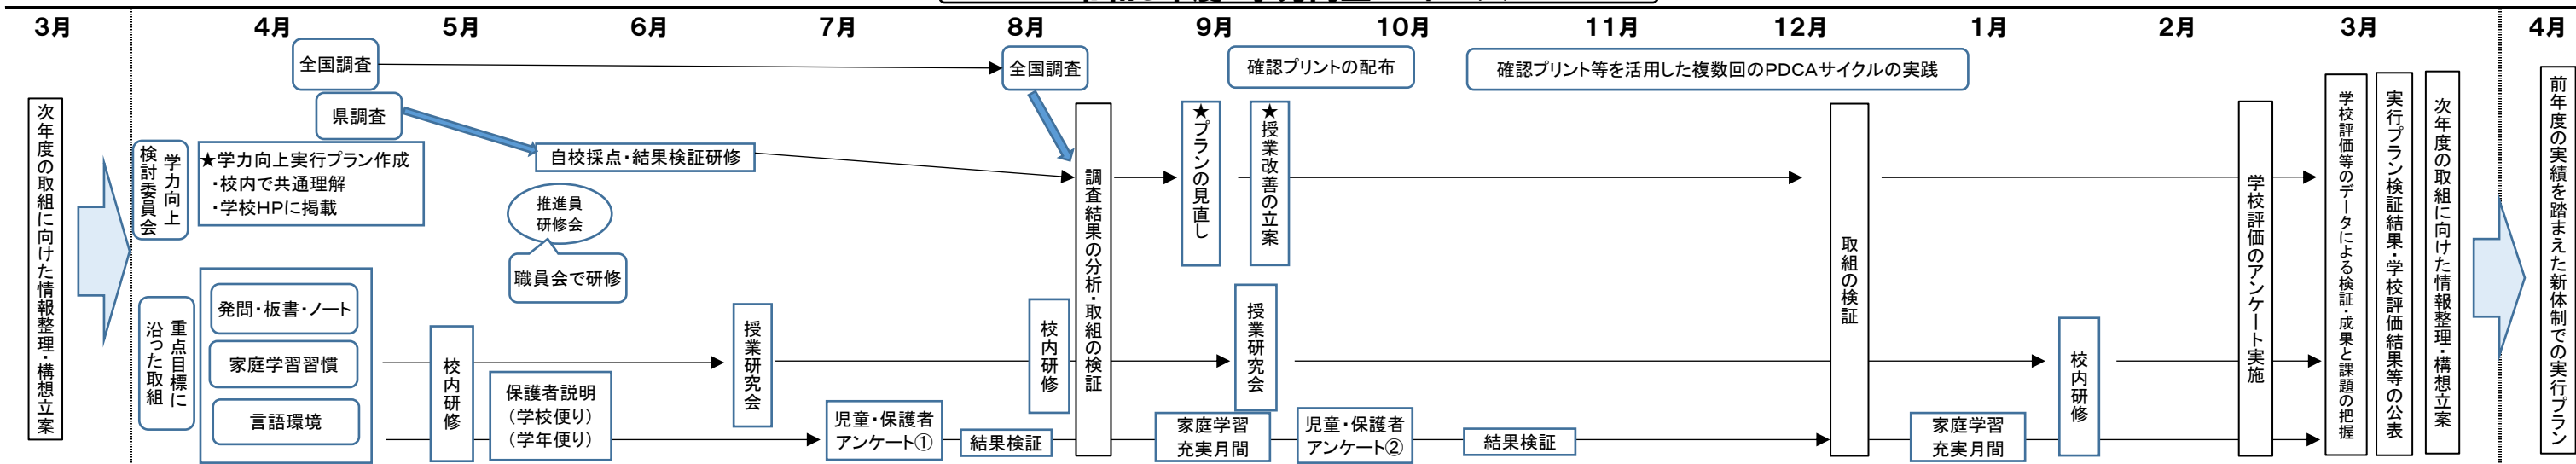 3月
4月
5月
6月
7月
8月
9月
10月
11月
12月
1月
2月
3月
4月
全国調査
全国調査
確認プリントの配布
確認プリント等を活用した複数回のPDCAサイクルの実践
県調査
次年度の取組に向けた情報整理・構想立案
学力向上
検討委員会
★学力向上実行プラン作成
・校内で共通理解
・学校HPに掲載
自校採点・結果検証研修
推進員
研修会
職員会で研修
調査結果の分析・取組の検証
★プランの見直し
★授業改善の立案
取組の検証
学校評価のアンケート実施
学校評価等のデータによる検証・成果と課題の把握
実行プラン検証結果・学校評価結果等の公表
次年度の取組に向けた情報整理・構想立案
前年度の実績を踏まえた新体制での実行プラン
重点目標に
沿った取組
発問・板書・ノート
家庭学習習慣
言語環境
校内研修
保護者説明
(学校便り)
(学年便り)
授業研究会
児童・保護者
アンケート①
結果検証
校内研修
家庭学習
充実月間
授業研究会
児童・保護者
アンケート②
結果検証
家庭学習
充実月間
校内研修